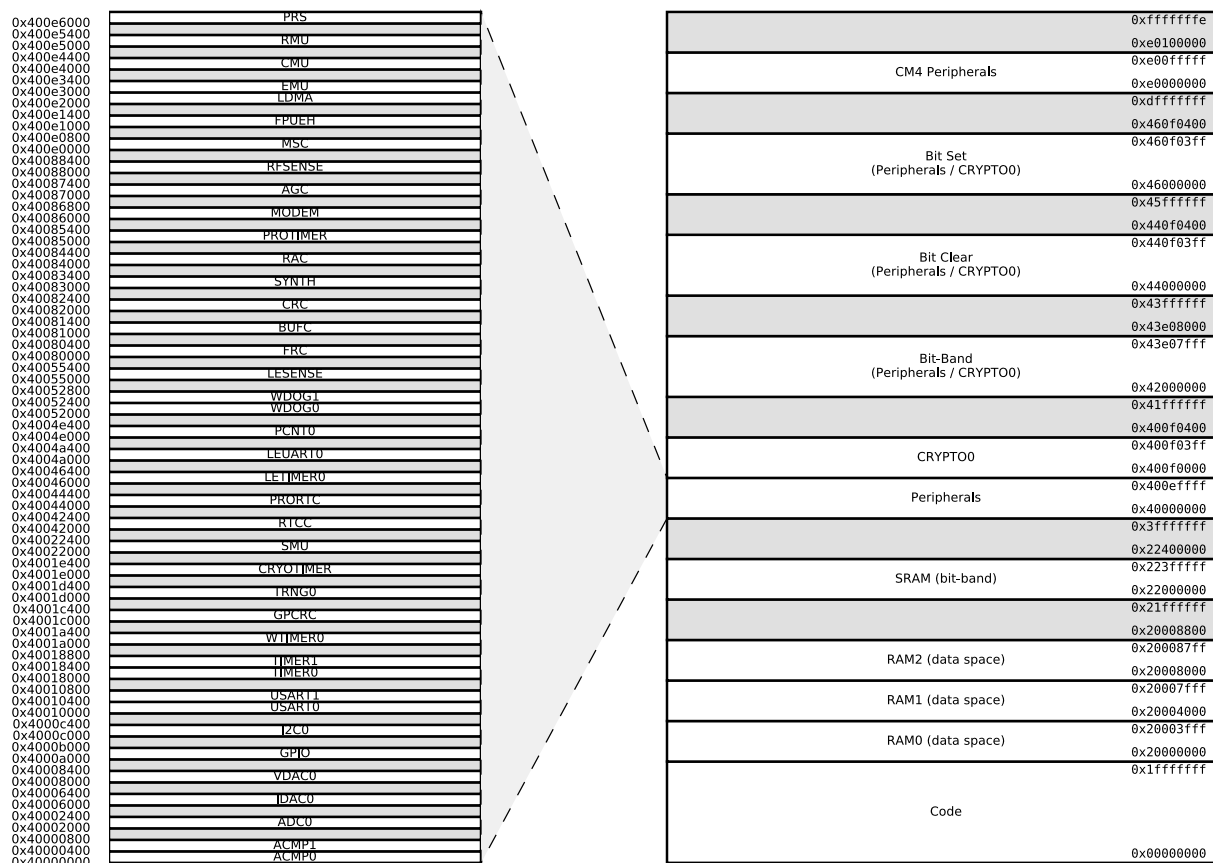 PRS
0x400e6000
0x400e5400
RMU
0x400e5000
0x400e4400
CMU
0x400e4000
0x400e3400
EMU
0x400e3000
LDMA
0x400e2000
0x400e1400
FPUEH
0x400e1000
0x400e0800
MSC
0x400e0000
0x40088400
RFSENSE
0x40088000
0x40087400
AGC
0x40087000
0x40086800
MODEM
0x40086000
0x40085400
PROTIMER
0x40085000
0x40084400
RAC
0x40084000
0x40083400
SYNTH
0x40083000
0x40082400
CRC
0x40082000
0x40081400
BUFC
0x40081000
0x40080400
FRC
0x40080000
0x40055400
LESENSE
0x40055000
0x40052800
WDOG1
0x40052400
WDOG0
0x40052000
0x4004e400
PCNT0
0x4004e000
0x4004a400
LEUART0
0x4004a000
0x40046400
LETIMER0
0x40046000
0x40044400
PRORTC
0x40044000
0x40042400
RTCC
0x40042000
0x40022400
SMU
0x40022000
0x4001e400
CRYOTIMER
0x4001e000
0x4001d400
TRNG0
0x4001d000
0x4001c400
GPCRC
0x4001c000
0x4001a400
WTIMER0
0x4001a000
0x40018800
TIMER1
0x40018400
TIMER0
0x40018000
0x40010800
USART1
0x40010400
USART0
0x40010000
0x4000c400
I2C0
0x4000c000
0x4000b000
GPIO
0x4000a000
0x40008400
VDAC0
0x40008000
0x40006400
IDAC0
0x40006000
0x40002400
ADC0
0x40002000
0x40000800
ACMP1
0x40000400
ACMP0
0x40000000
0xfffffffe
0xe0100000
0xe00fffff
CM4 Peripherals
0xe0000000
0xdfffffff
0x460f0400
0x460f03ff
Bit Set
(Peripherals / CRYPTO0)
0x46000000
0x45ffffff
0x440f0400
0x440f03ff
Bit Clear
(Peripherals / CRYPTO0)
0x44000000
0x43ffffff
0x43e08000
0x43e07fff
Bit-Band
(Peripherals / CRYPTO0)
0x42000000
0x41ffffff
0x400f0400
0x400f03ff
CRYPTO0
0x400f0000
0x400effff
Peripherals
0x40000000
0x3fffffff
0x22400000
0x223fffff
SRAM (bit-band)
0x22000000
0x21ffffff
0x20008800
0x200087ff
RAM2 (data space)
0x20008000
0x20007fff
RAM1 (data space)
0x20004000
0x20003fff
RAM0 (data space)
0x20000000
0x1fffffff
Code
0x00000000